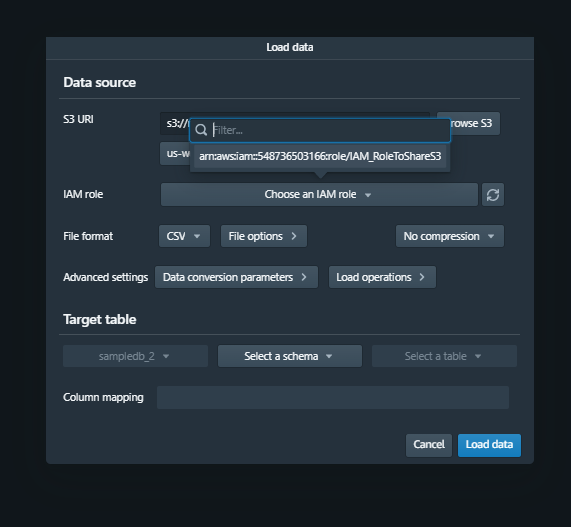 Load data
Data source
S3 URI s3:// Browse S3
Filter...
us-w
arn:aws:iam::548736503166:role/IAM_RoleToShareS3
IAM role Choose an IAM role
File format CSV File options No compression
Advanced settings Data conversion parameters Load operations
Target table
sampledb_2 Select a schema Select a table
Column mapping
Cancel Load data